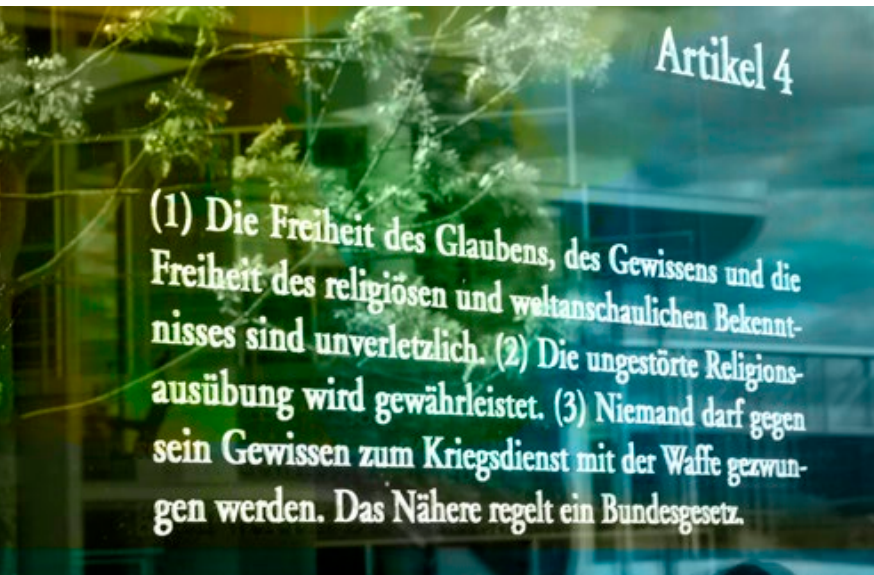 Artikel 4
(1) Die Freiheit des Glaubens, des Gewissens und die
Freiheit des religiösen und weltanschaulichen Bekennt-
nisses sind unverletzlich. (2) Die ungestörte Religions-
ausübung wird gewährleistet. (3) Niemand darf gegen
sein Gewissen zum Kriegsdienst mit der Waffe gezwun-
gen werden. Das Nähere regelt ein Bundesgesetz.